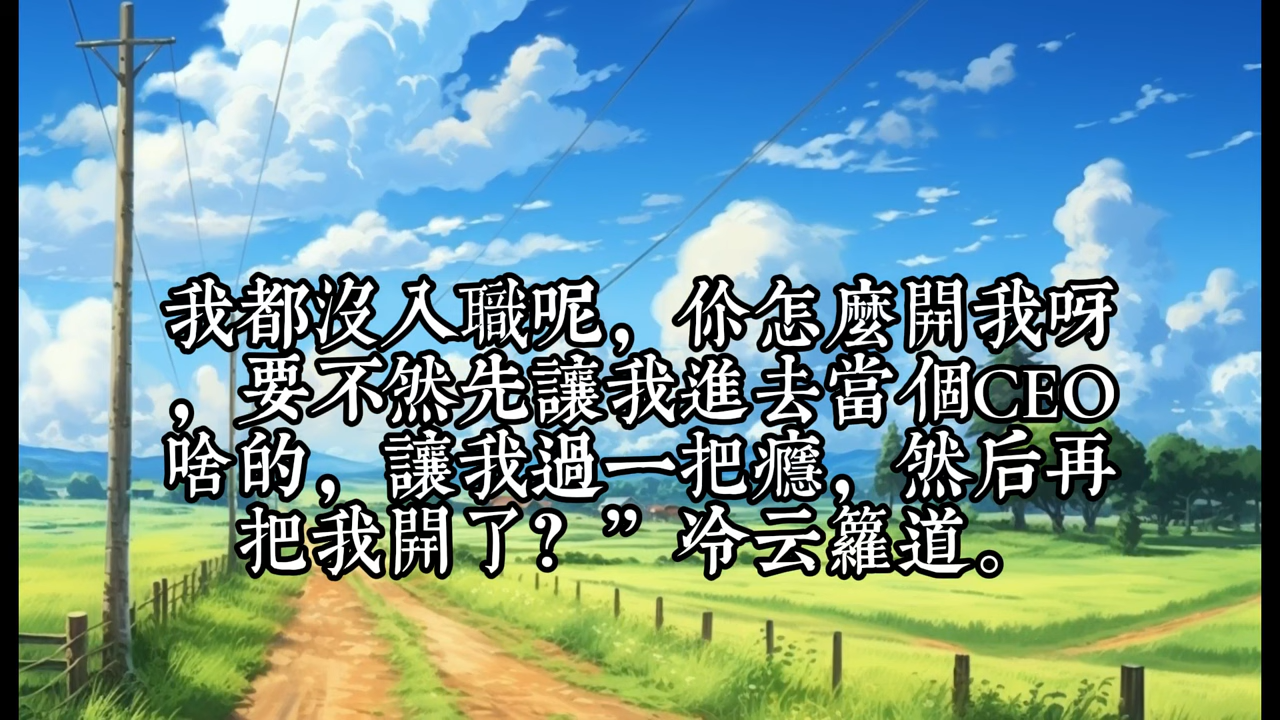 我都沒入職呢，你怎麼開我呀
，要不然先讓我進去當個CEO
啥的，讓我過一把癮，然后再
把我開了？”冷云籮道。